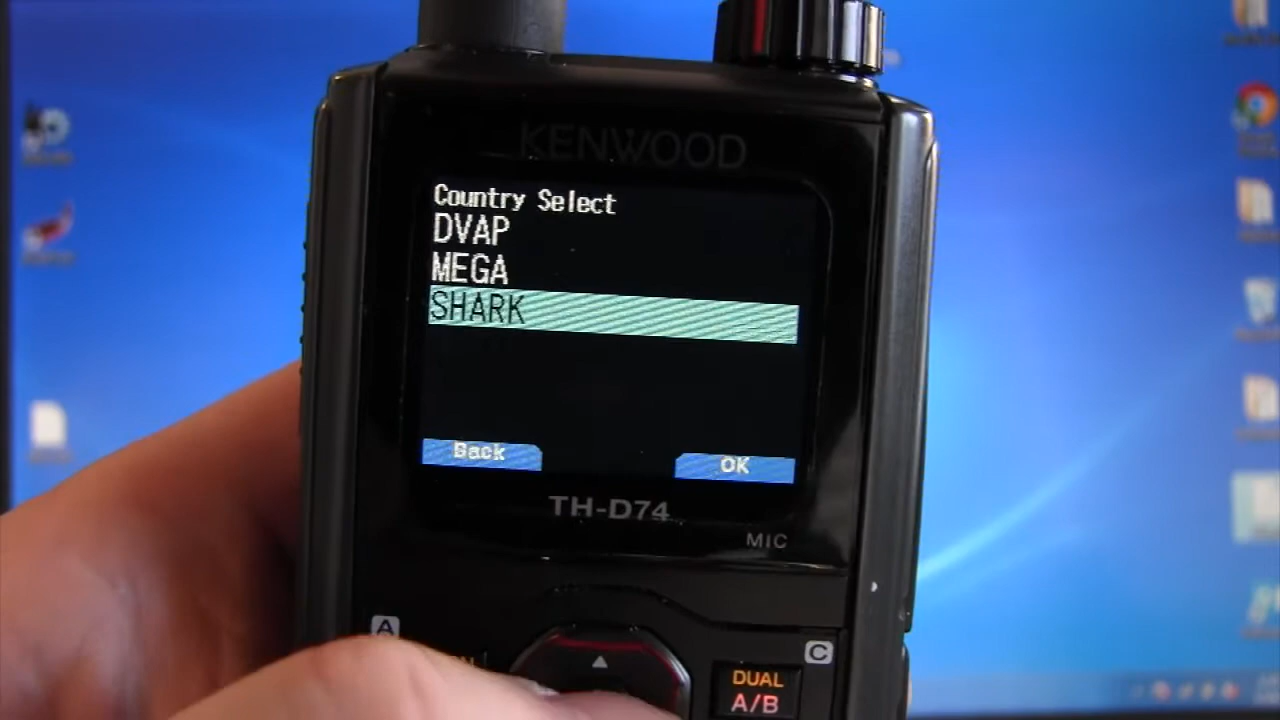 KENWOOD
Country Select
DVAP
MEGA
SHARK
Back
OK
TH-D74
MIC
A
C
DUAL
A/B